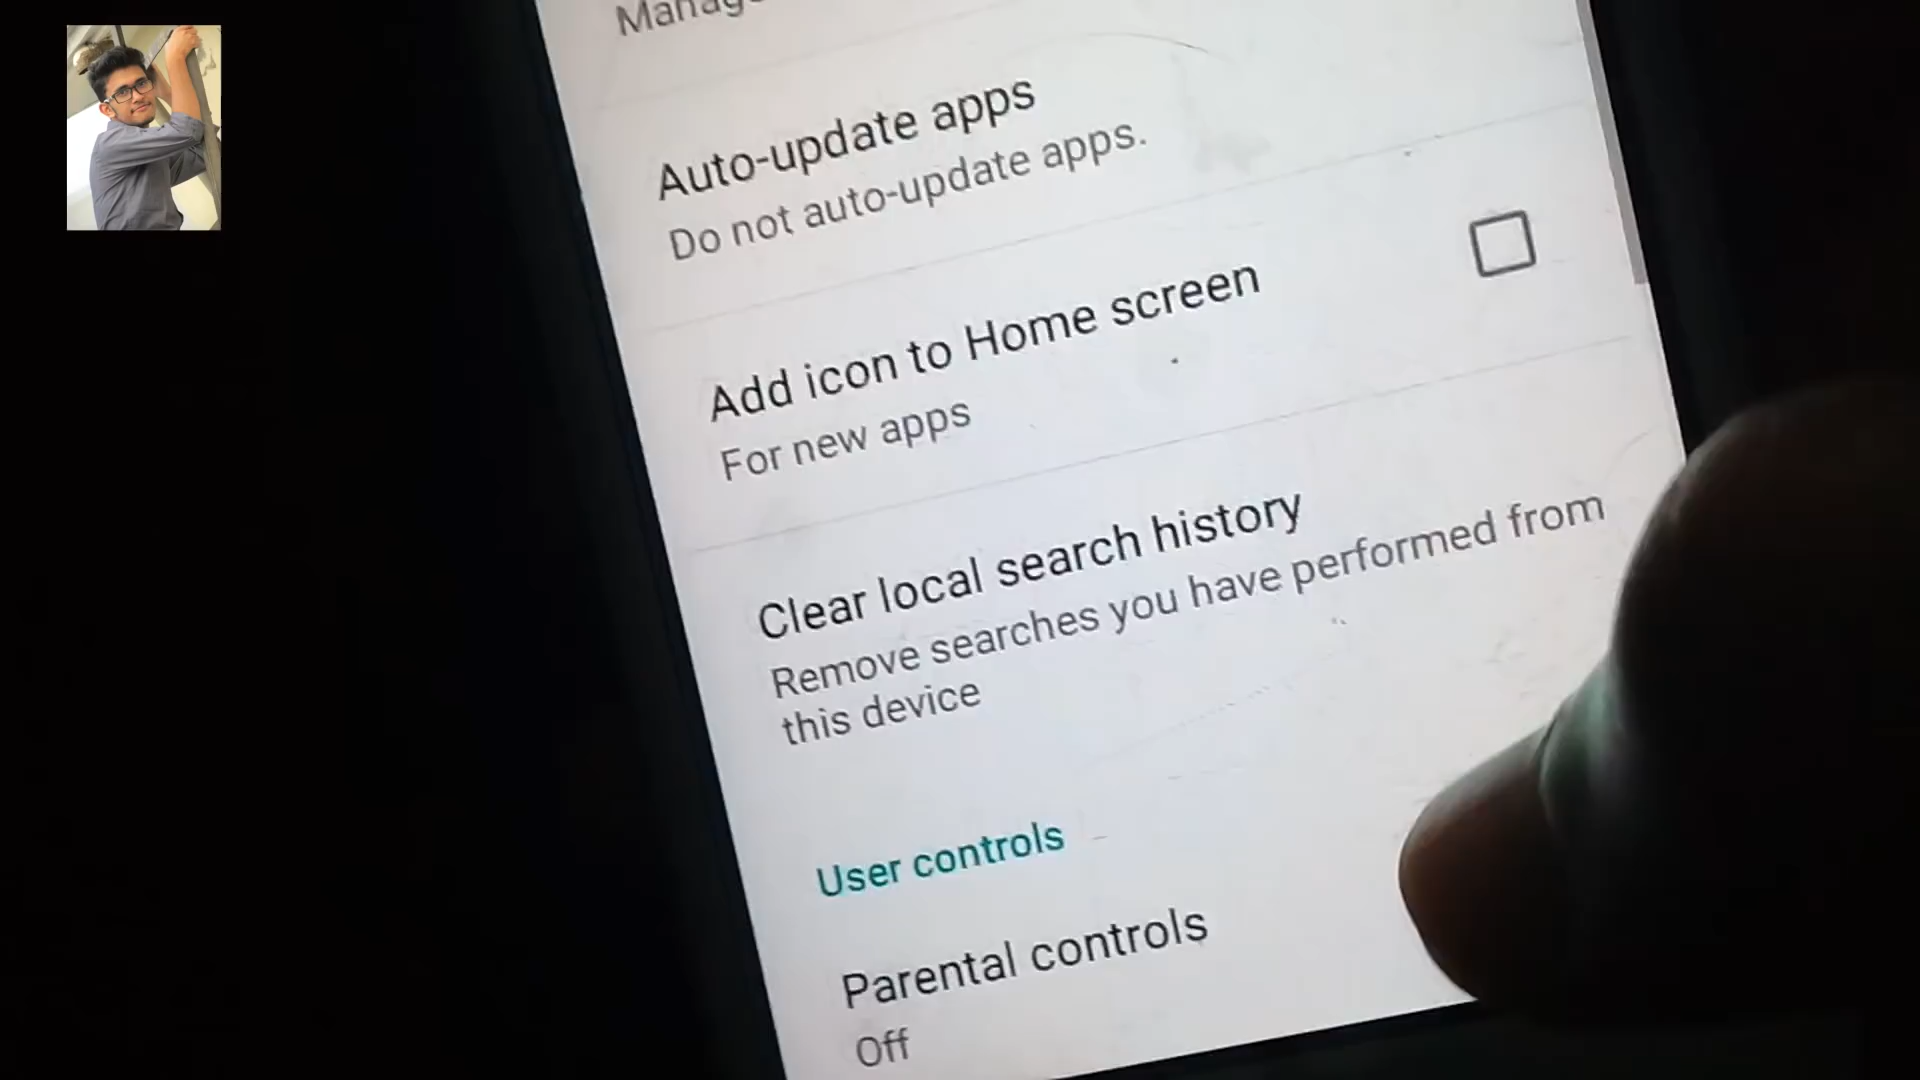 Auto-update apps
Do not auto-update apps.
Add icon to Home screen
For new apps
Clear local search history
Remove searches you have performed from
this device
User controls
Parental controls
Off